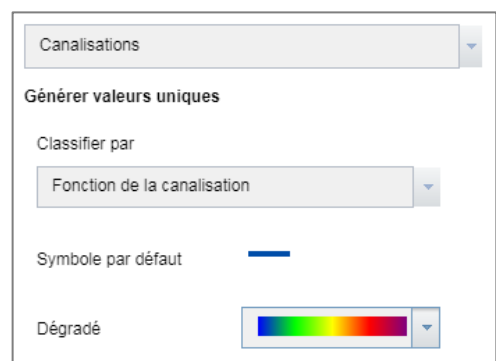 Canalisations
Générer valeurs uniques
Classifier par
Fonction de la canalisation
Symbole par défaut
Dégradé